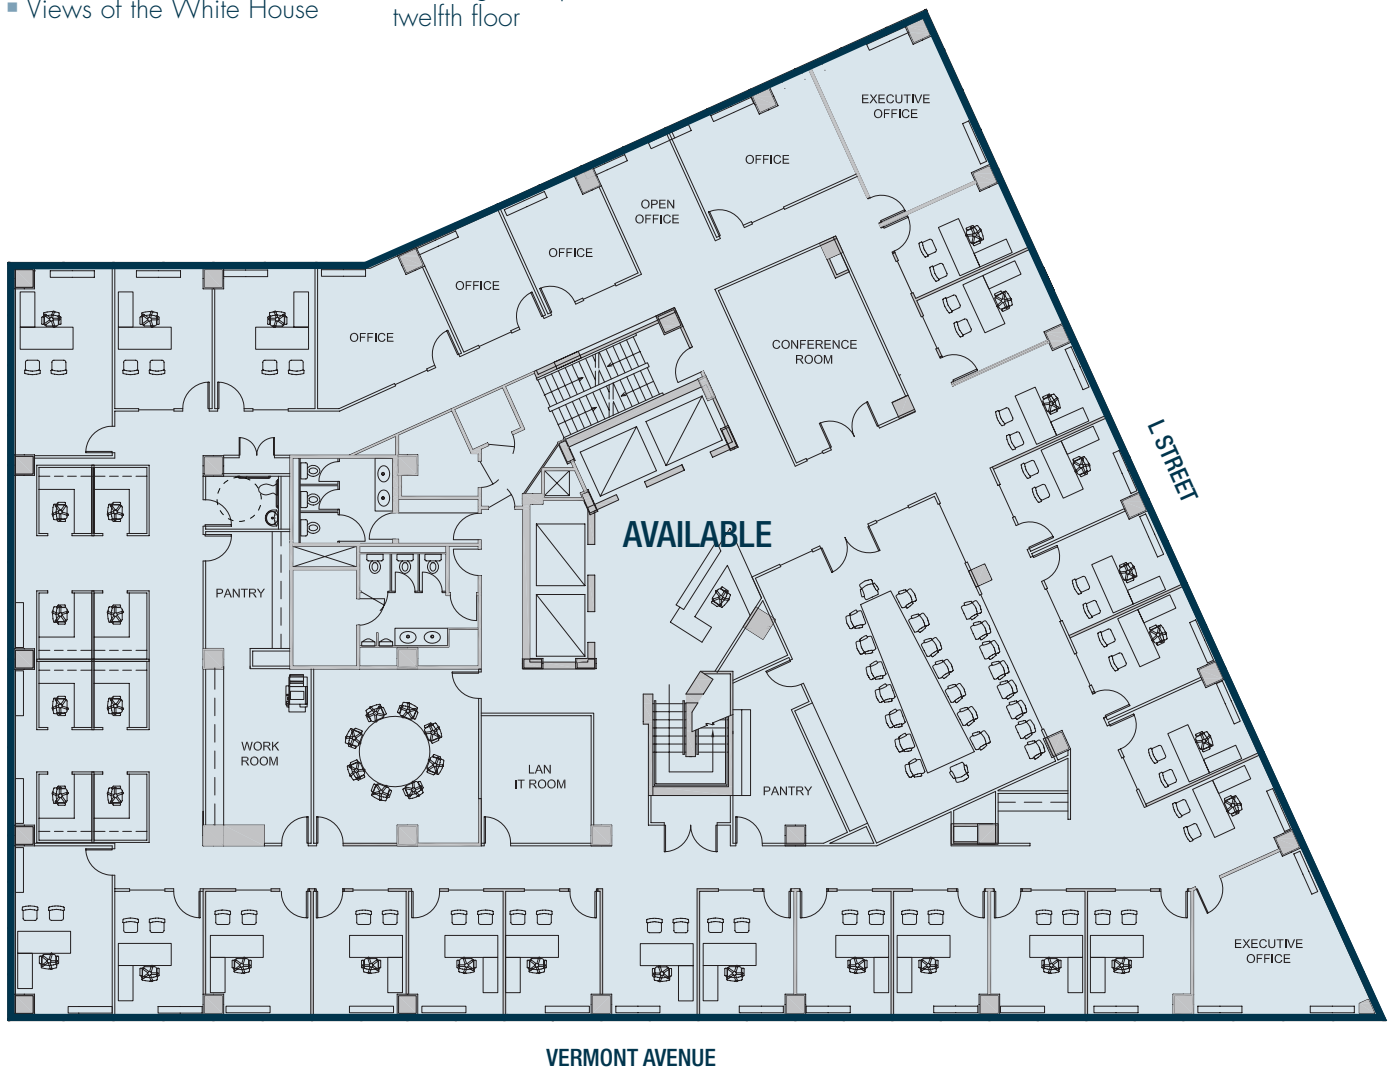 Views of the White House
twelfth floor
EXECUTIVE
OFFICE
OFFICE
OPEN
OFFICE
OFFICE
OFFICE
OFFICE
CONFERENCE
ROOM
L STREET
AVAILABLE
PANTRY
WORK
ROOM
LAN
IT ROOM
PANTRY
EXECUTIVE
OFFICE
VERMONT AVENUE